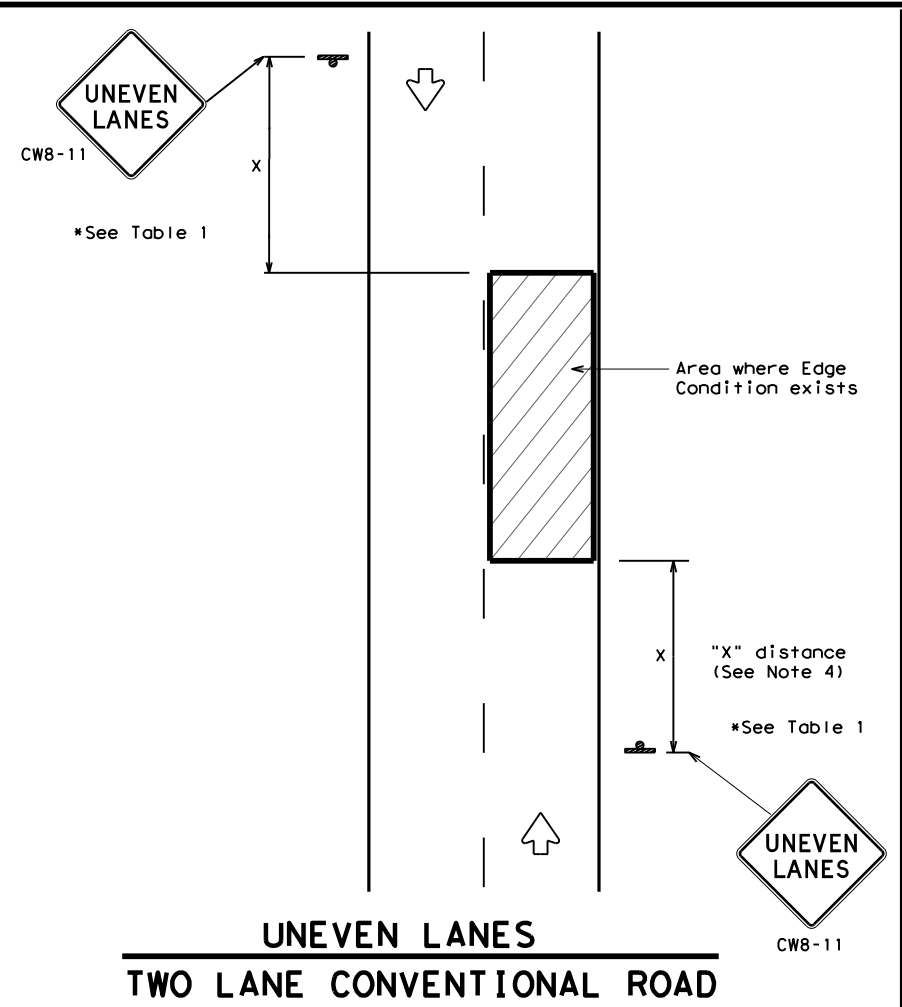 UNEVEN
LANES
CW8-11
X
*See Table 1
Area where Edge
Condition exists
X
"X" distance
(See Note 4)
*See Table 1
UNEVEN
LANES
CW8-11
UNEVEN LANES
TWO LANE CONVENTIONAL ROAD